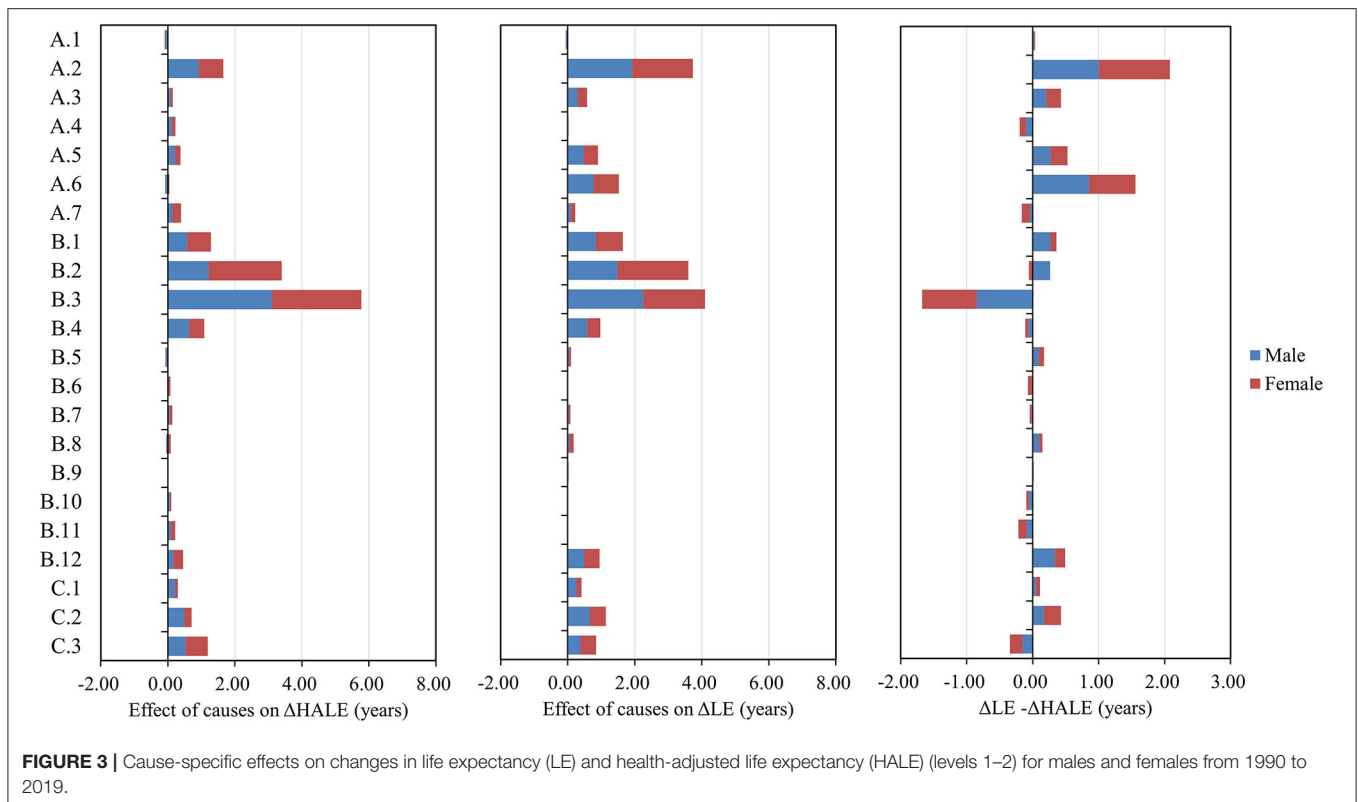 A.1
A.2
A.3
A.4
A.5
A.6
A.7
B.1
B.2
B.3
B.4
B.5
B.6
B.7
B.8
B.9
B.10
B.11
B.12
C.1
C.2
C.3
-2.00 0.00 2.00 4.00 6.00 8.00
Effect of causes on ΔHALE (years)
-2.00 0.00 2.00 4.00 6.00 8.00
Effect of causes on ΔLE (years)
-2.00 -1.00 0.00 1.00 2.00 3.00
ΔLE -ΔHALE (years)
Male
Female
FIGURE 3 | Cause-specific effects on changes in life expectancy (LE) and health-adjusted life expectancy (HALE) (levels 1–2) for males and females from 1990 to
2019.